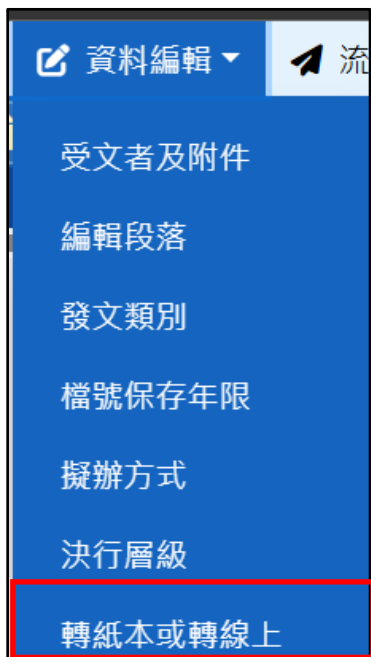 資料編輯 流
受文者及附件
編輯段落
發文類別
檔號保存年限
擬辦方式
決行層級
轉紙本或轉線上